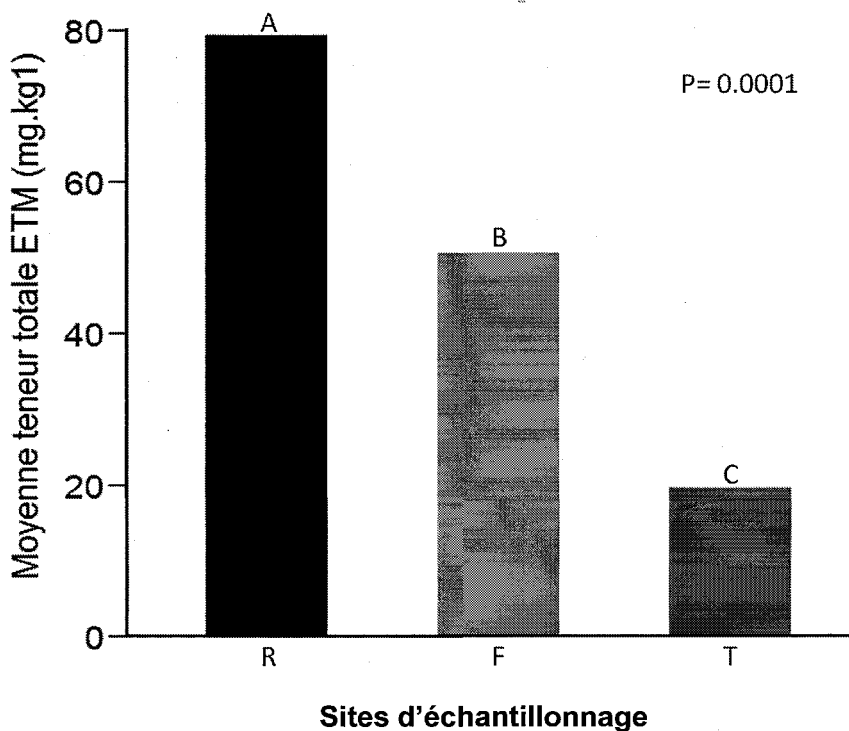 Moyenne teneur totale ETM (mg.kg1)
80
60
40
20
0
A
B
C
P= 0.0001
R
F
T
Sites d'échantillonnage